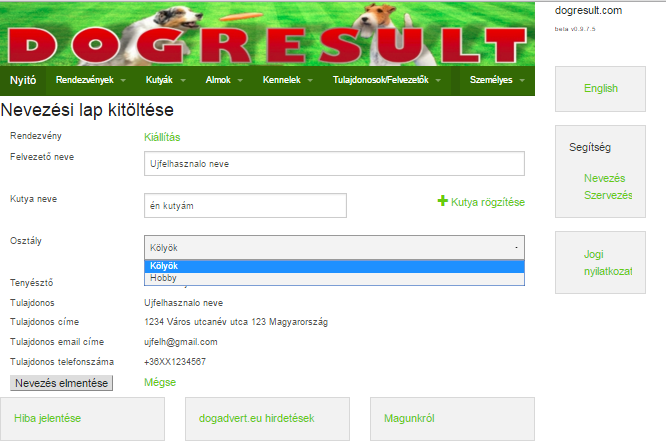 DOGRESULT
dogresult.com
beta v0.9.7.5
Nyitó Rendezvények Kutyák Almok Kennelek Tulajdonosok/Felvezetők Személyes
English
Segítség
Nevezés
Szervezés
Jogi
nyilatkozat
Nevezési lap kitöltése
Rendezvény Kiállítás
Felvezető neve Ujfelhasznalo neve
Kutya neve én kutyám Kutya rögzítése
Osztály Kölyök
Kölyök
Hobby
Tenyésztő
Tulajdonos Ujfelhasznalo neve
Tulajdonos címe 1234 Város utcanév utca 123 Magyarország
Tulajdonos email címe ujfelh@gmail.com
Tulajdonos telefonszáma +36XX1234567
Nevezés elmentése Mégse
Hiba jelentése dogadvert.eu hirdetések Magunkról